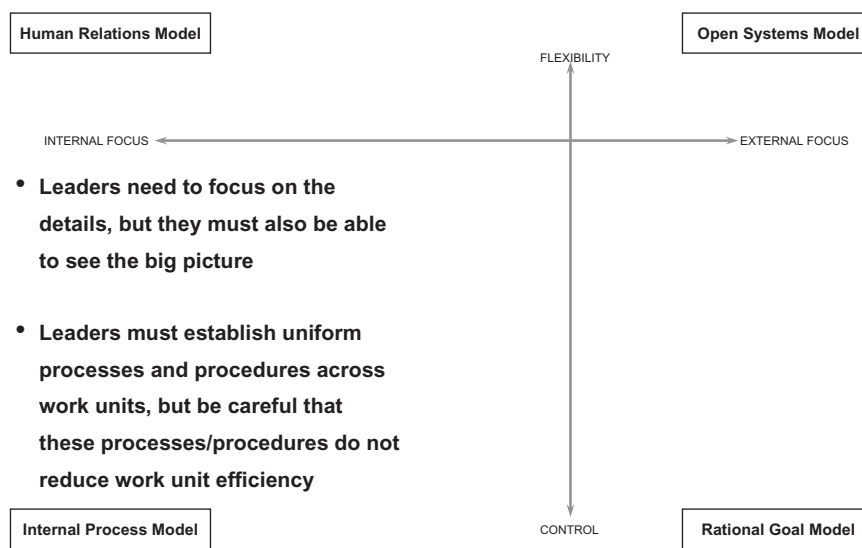 Human Relations Model
Open Systems Model
FLEXIBILITY
INTERNAL FOCUS
EXTERNAL FOCUS
• Leaders need to focus on the
details, but they must also be able
to see the big picture
• Leaders must establish uniform
processes and procedures across
work units, but be careful that
these processes/procedures do not
reduce work unit efficiency
Internal Process Model
CONTROL
Rational Goal Model